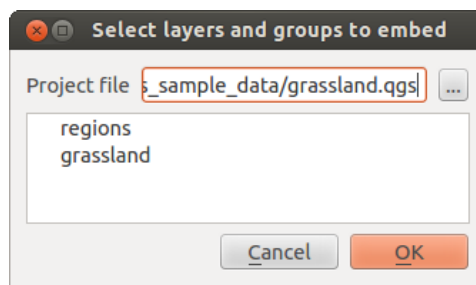 Select layers and groups to embed
Project file s_sample_data/grassland.qgs ...
regions
grassland
Cancel OK